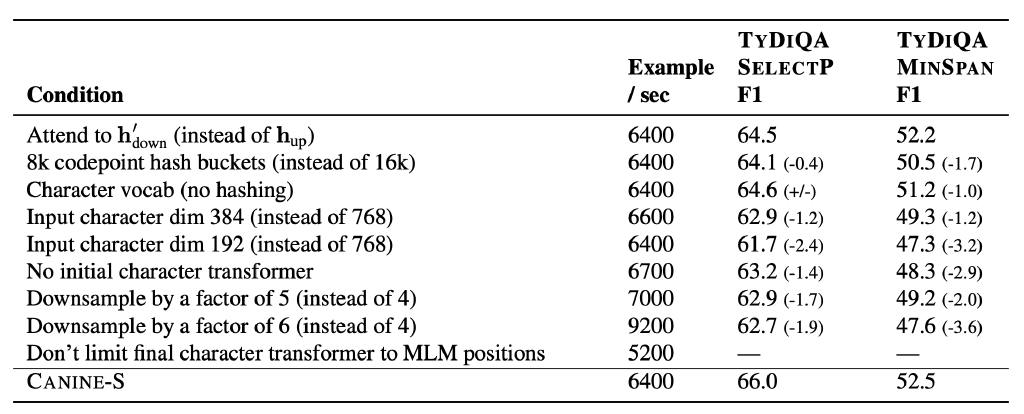 Condition Example / sec TYDIQA SELECTP F1 TYDIQA MINSPAN F1
Attend to h′down (instead of hup) 6400 64.5 52.2
8k codepoint hash buckets (instead of 16k) 6400 64.1 (-0.4) 50.5 (-1.7)
Character vocab (no hashing) 6400 64.6 (+/-) 51.2 (-1.0)
Input character dim 384 (instead of 768) 6600 62.9 (-1.2) 49.3 (-1.2)
Input character dim 192 (instead of 768) 6400 61.7 (-2.4) 47.3 (-3.2)
No initial character transformer 6700 63.2 (-1.4) 48.3 (-2.9)
Downsample by a factor of 5 (instead of 4) 7000 62.9 (-1.7) 49.2 (-2.0)
Downsample by a factor of 6 (instead of 4) 9200 62.7 (-1.9) 47.6 (-3.6)
Don't limit final character transformer to MLM positions 5200 — —
CANINE-S 6400 66.0 52.5